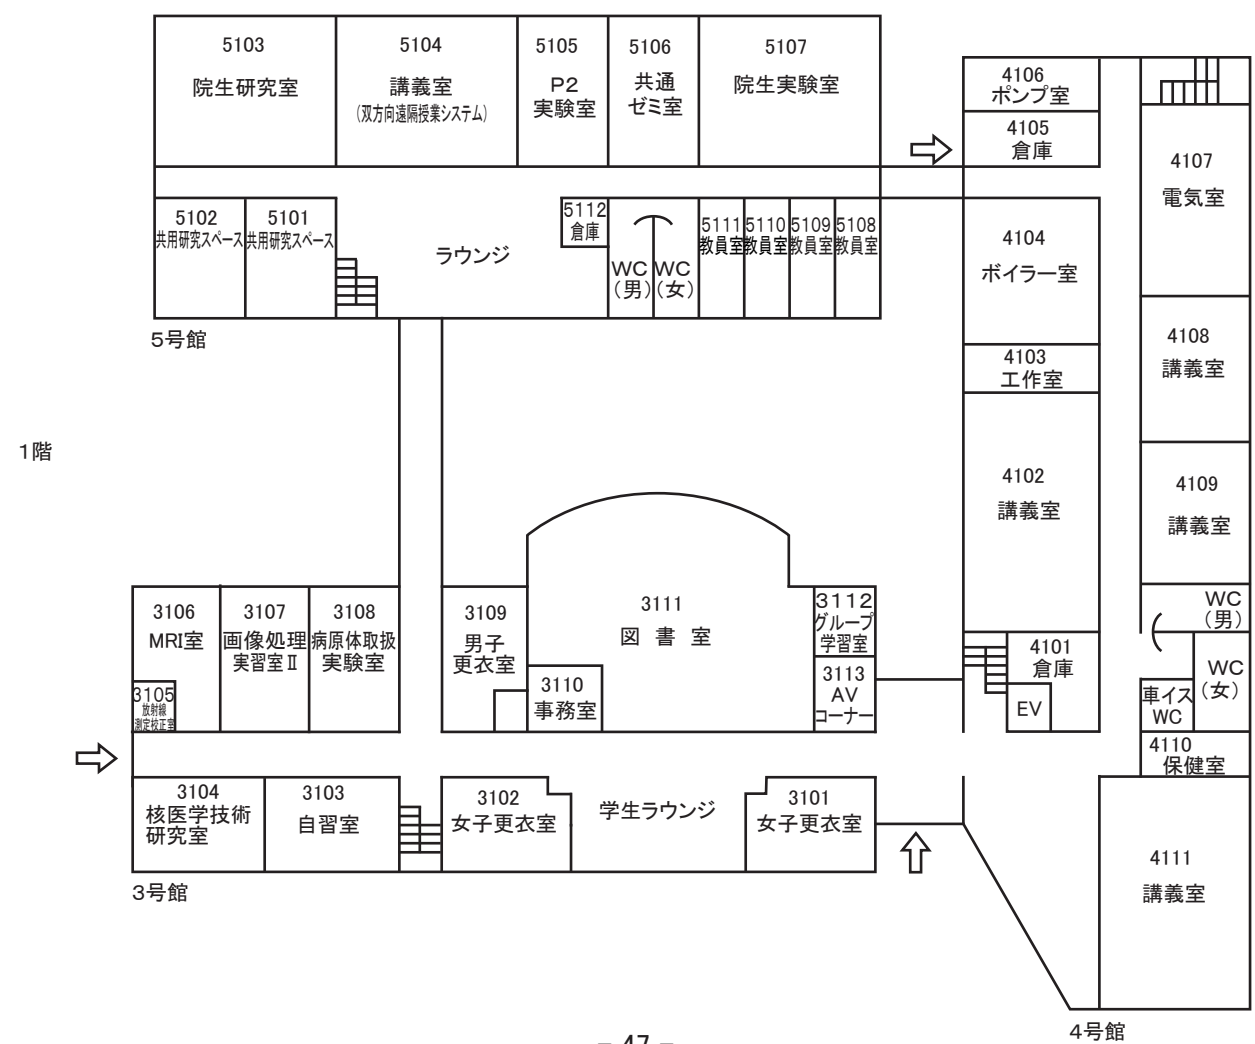 5103
院生研究室
5104
講義室
(双方向遠隔授業システム)
5105
P2
実験室
5106
共通
ゼミ室
5107
院生実験室
5102
共用研究スペース
5101
共用研究スペース
ラウンジ
5112
倉庫
WC
(男)
WC
(女)
5111
教員室
5110
教員室
5109
教員室
5108
教員室
5号館
4106
ポンプ室
4105
倉庫
4107
電気室
4104
ボイラー室
4108
講義室
4103
工作室
4102
講義室
4109
講義室
WC
(男)
4101
倉庫
EV
WC
(女)
車イス
WC
4110
保健室
4111
講義室
4号館
1階
3106
MRI室
3105
放射線
測定校正室
3107
画像処理
実習室Ⅱ
3108
病原体取扱
実験室
3109
男子
更衣室
3110
事務室
3111
図 書 室
3112
グループ
学習室
3113
AV
コーナー
3104
核医学技術
研究室
3103
自習室
3102
女子更衣室
学生ラウンジ
3101
女子更衣室
3号館
- 47 -